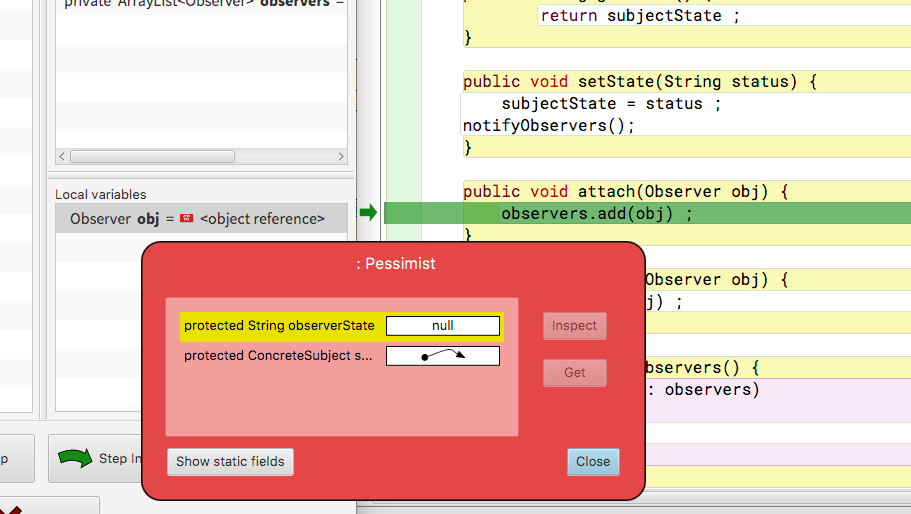 private ArrayList<Observer> observers =
return subjectState ;
}
public void setState(String status) {
subjectState = status ;
notifyObservers();
}
Local variables
Observer obj = <object reference>
public void attach(Observer obj) {
observers.add(obj) ;
}
: Pessimist
protected String observerState null
protected ConcreteSubject s...
Inspect
Get
Show static fields
Close
Observer obj) {
j) ;
bservers() {
: observers)
p
Step In